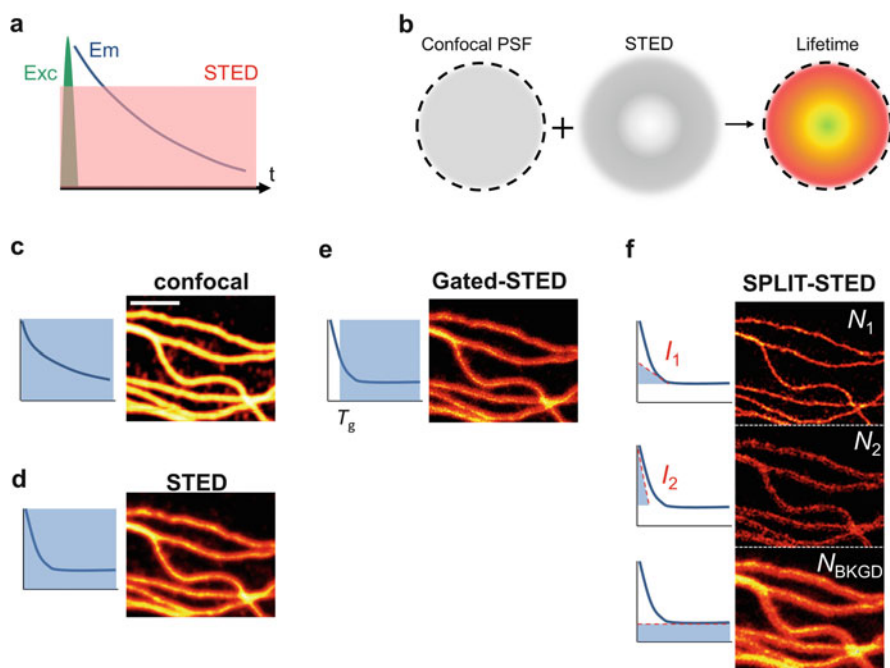 a
Exc
Em
STED
t
b
Confocal PSF
STED
Lifetime
+
c
confocal
d
STED
e
Gated-STED
Tg
f
SPLIT-STED
I1
N1
I2
N2
NBKGD